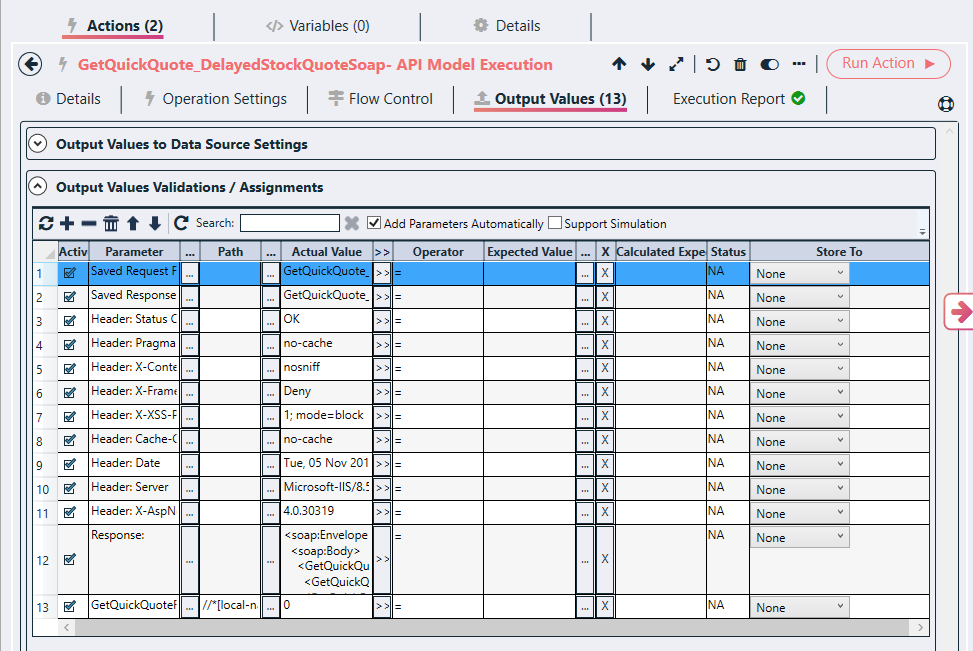 Actions (2)
Variables (0)
Details
GetQuickQuote_DelayedStockQuoteSoap- API Model Execution
Run Action
Details
Operation Settings
Flow Control
Output Values (13)
Execution Report
Output Values to Data Source Settings
Output Values Validations / Assignments
Search:
Add Parameters Automatically
Support Simulation
Activ Parameter ... Path ... Actual Value >> Operator Expected Value ... X Calculated Expe Status Store To
1 Saved Request F ... ... GetQuickQuote_ >> = ... X NA None
2 Saved Response ... ... GetQuickQuote_ >> = ... X NA None
3 Header: Status C ... ... OK >> = ... X NA None
4 Header: Pragma ... ... no-cache >> = ... X NA None
5 Header: X-Conte ... ... nosniff >> = ... X NA None
6 Header: X-Frame ... ... Deny >> = ... X NA None
7 Header: X-XSS-P ... ... 1; mode=block >> = ... X NA None
8 Header: Cache-C ... ... no-cache >> = ... X NA None
9 Header: Date ... ... Tue, 05 Nov 201 >> = ... X NA None
10 Header: Server ... ... Microsoft-IIS/8.5 >> = ... X NA None
11 Header: X-AspN ... ... 4.0.30319 >> = ... X NA None
12 Response: ... ... <soap:Envelope >> = ... X NA None
<soap:Body>
<GetQuickQu
<GetQuickQ
13 GetQuickQuoteR ... //*[local-n ... 0 >> = ... X NA None